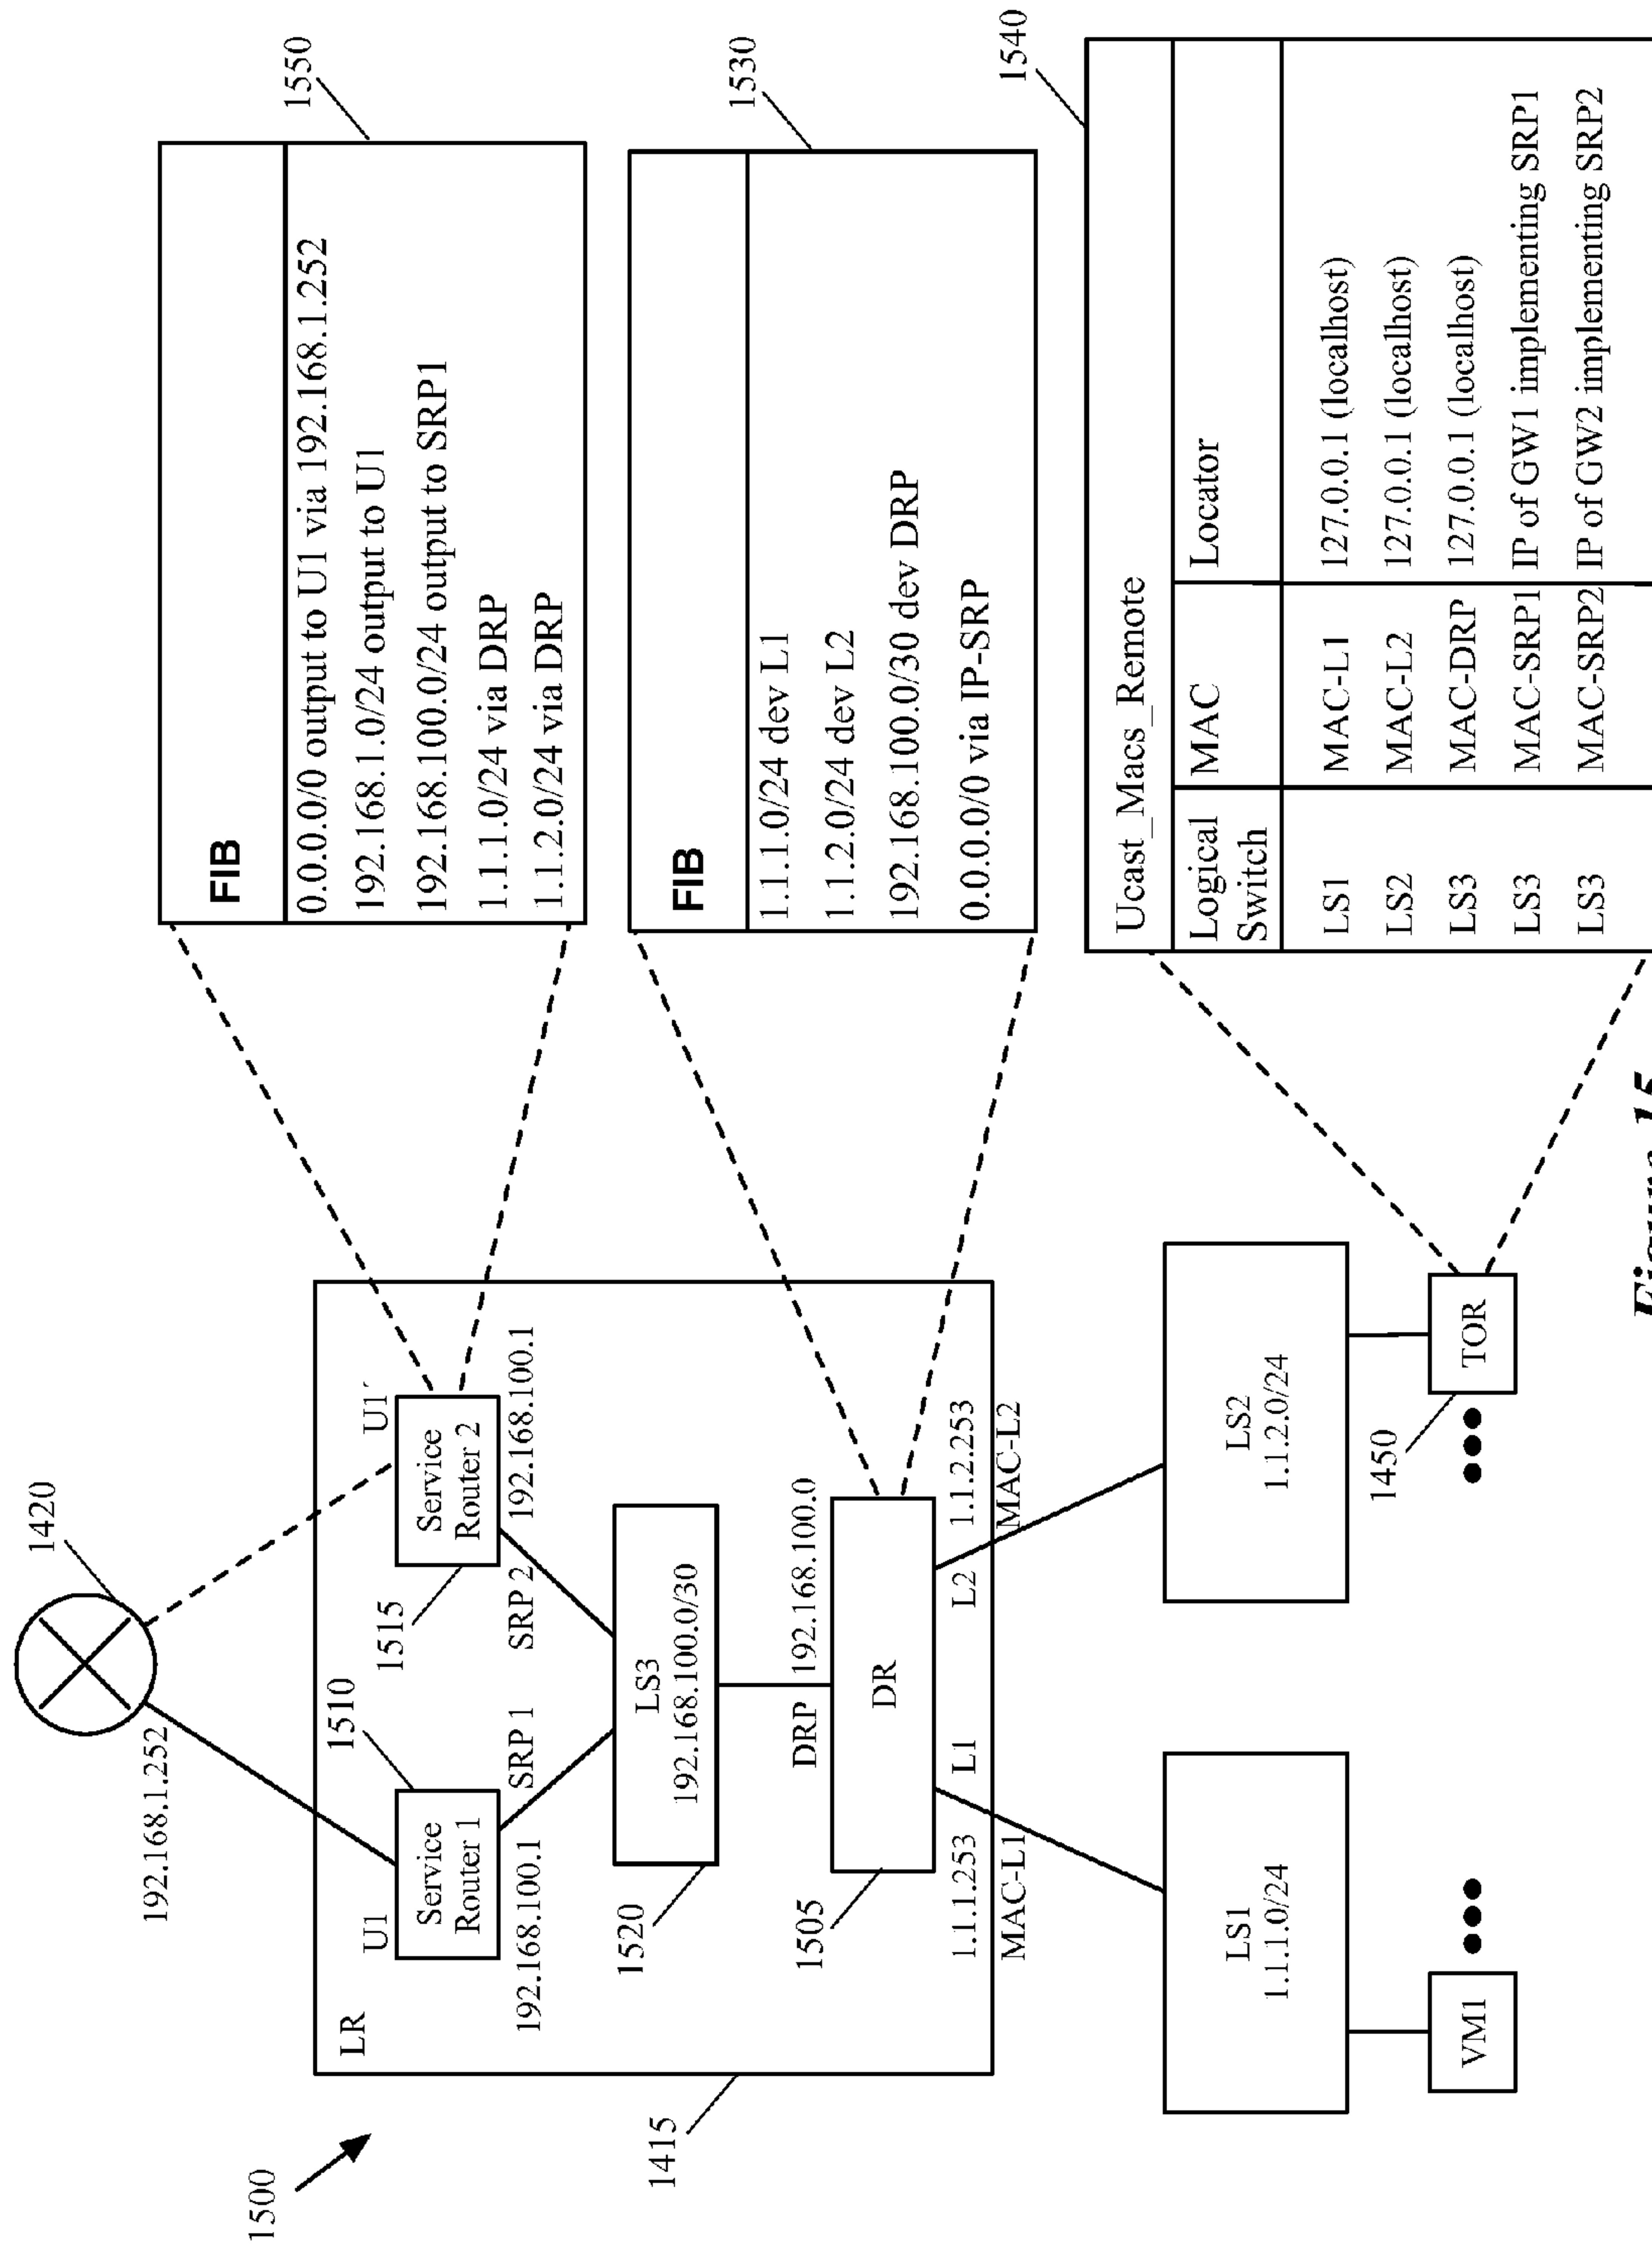 1500
1420
192.168.1.252
LR
1415
U1
1510
Service
Router 1
192.168.100.1
SRP 1
U1´
1515
Service
Router 2
SRP 2
192.168.100.1
1520
LS3
192.168.100.0/30
DRP
192.168.100.0
1505
DR
1.1.1.253
L1
MAC-L1
L2
1.1.2.253
MAC-L2
LS1
1.1.1.0/24
VM1
LS2
1.1.2.0/24
1450
TOR
1550
FIB
0.0.0.0/0 output to U1 via 192.168.1.252
192.168.1.0/24 output to U1
192.168.100.0/24 output to SRP1
1.1.1.0/24 via DRP
1.1.2.0/24 via DRP
1530
FIB
1.1.1.0/24 dev L1
1.1.2.0/24 dev L2
192.168.100.0/30 dev DRP
0.0.0.0/0 via IP-SRP
1540
Ucast_Macs_Remote
Logical Switch MAC Locator
LS1 MAC-L1 127.0.0.1 (localhost)
LS2 MAC-L2 127.0.0.1 (localhost)
LS3 MAC-DRP 127.0.0.1 (localhost)
LS3 MAC-SRP1 IP of GW1 implementing SRP1
LS3 MAC-SRP2 IP of GW2 implementing SRP2
Figure 15